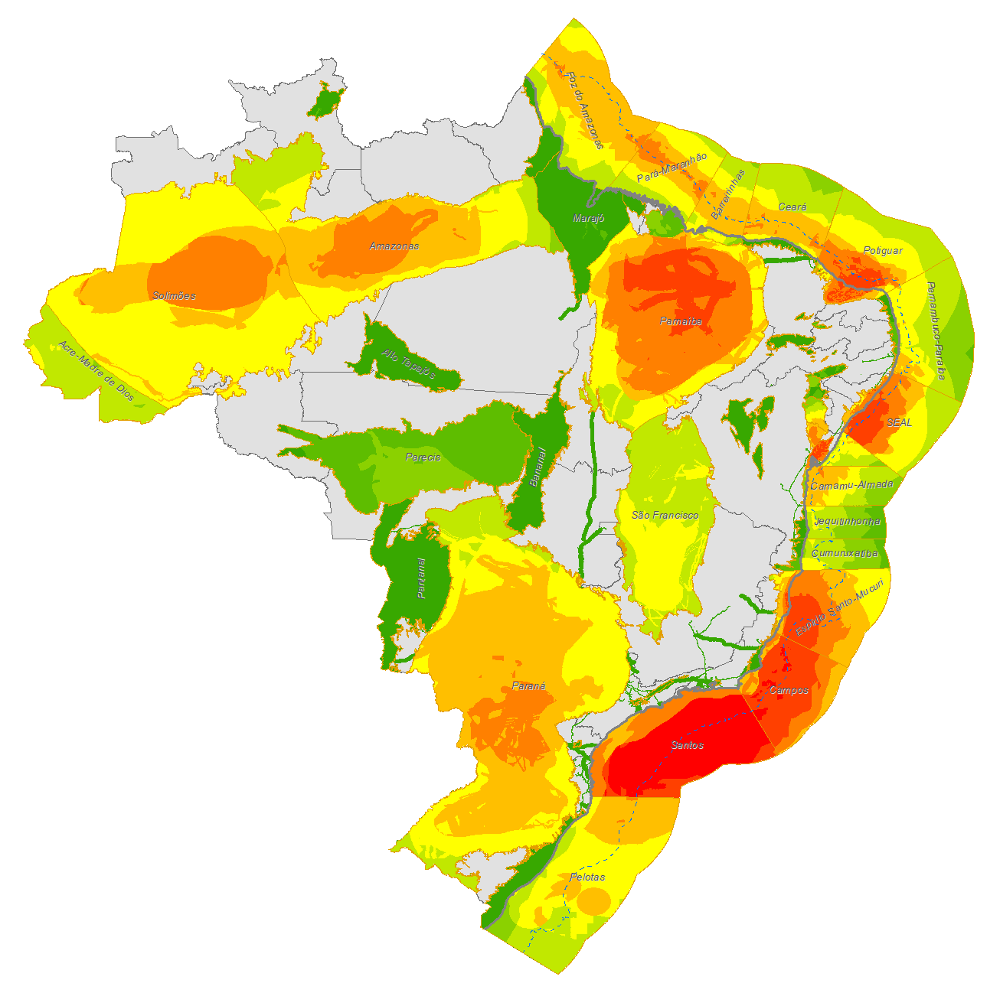 Foz do Amazonas
Pará-Maranhão
Barreirinhas
Ceará
Marajó
Potiguar
Amazonas
Solimões
Pernambuco-Paraíba
Parnaíba
Acre-Madre de Dios
Alto Tapajós
SEAL
Parecis
Bananal
Camamu-Almada
São Francisco
Jequitinhonha
Cumuruxatiba
Pantanal
Espírito Santo-Mucuri
Paraná
Campos
Santos
Pelotas